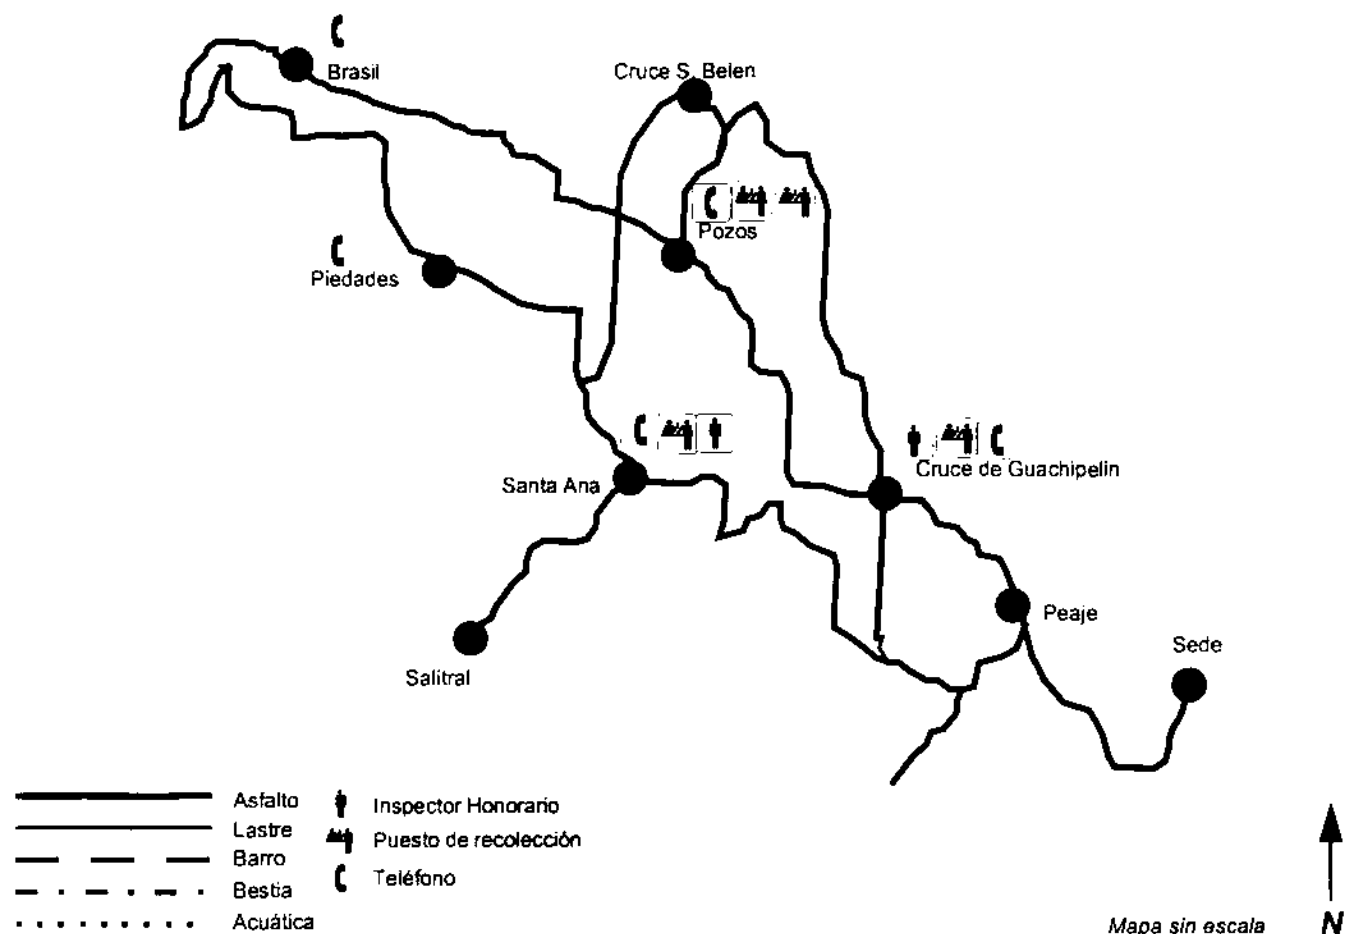 Brasil
Cruce S. Belen
Pozos
Piedades
Cruce de Guachipelin
Santa Ana
Peaje
Sede
Salitral
Asfalto
Lastre
Barro
Bestia
Acuática
Inspector Honorario
Puesto de recolección
Teléfono
Mapa sin escala
N